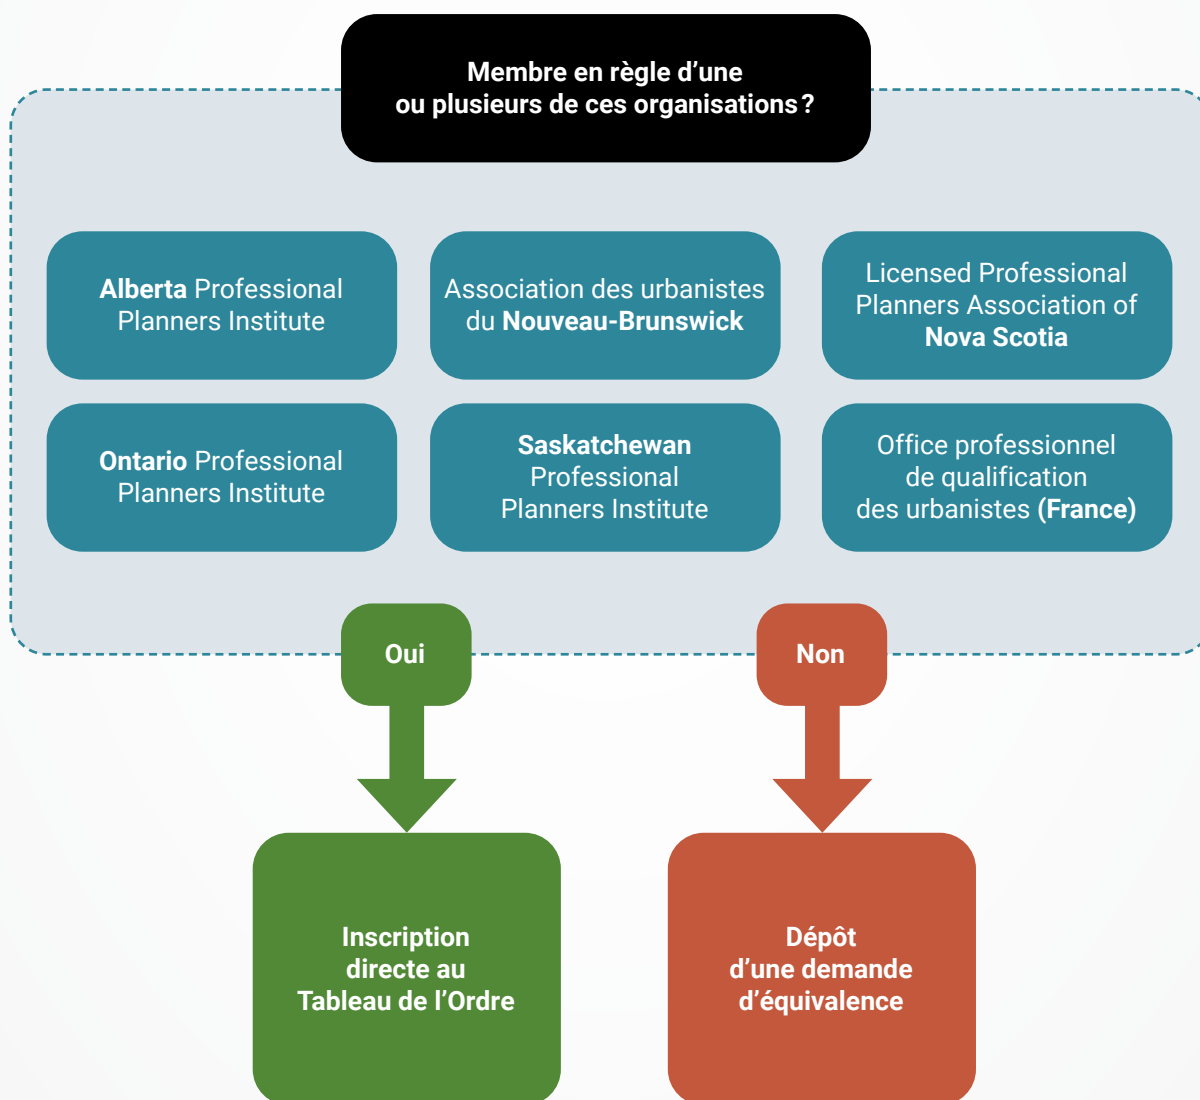 Membre en règle d’une
ou plusieurs de ces organisations ?
Alberta Professional
Planners Institute
Association des urbanistes
du Nouveau-Brunswick
Licensed Professional
Planners Association of
Nova Scotia
Ontario Professional
Planners Institute
Saskatchewan
Professional
Planners Institute
Office professionnel
de qualification
des urbanistes (France)
Oui
Non
Inscription
directe au
Tableau de l’Ordre
Dépôt
d’une demande
d’équivalence